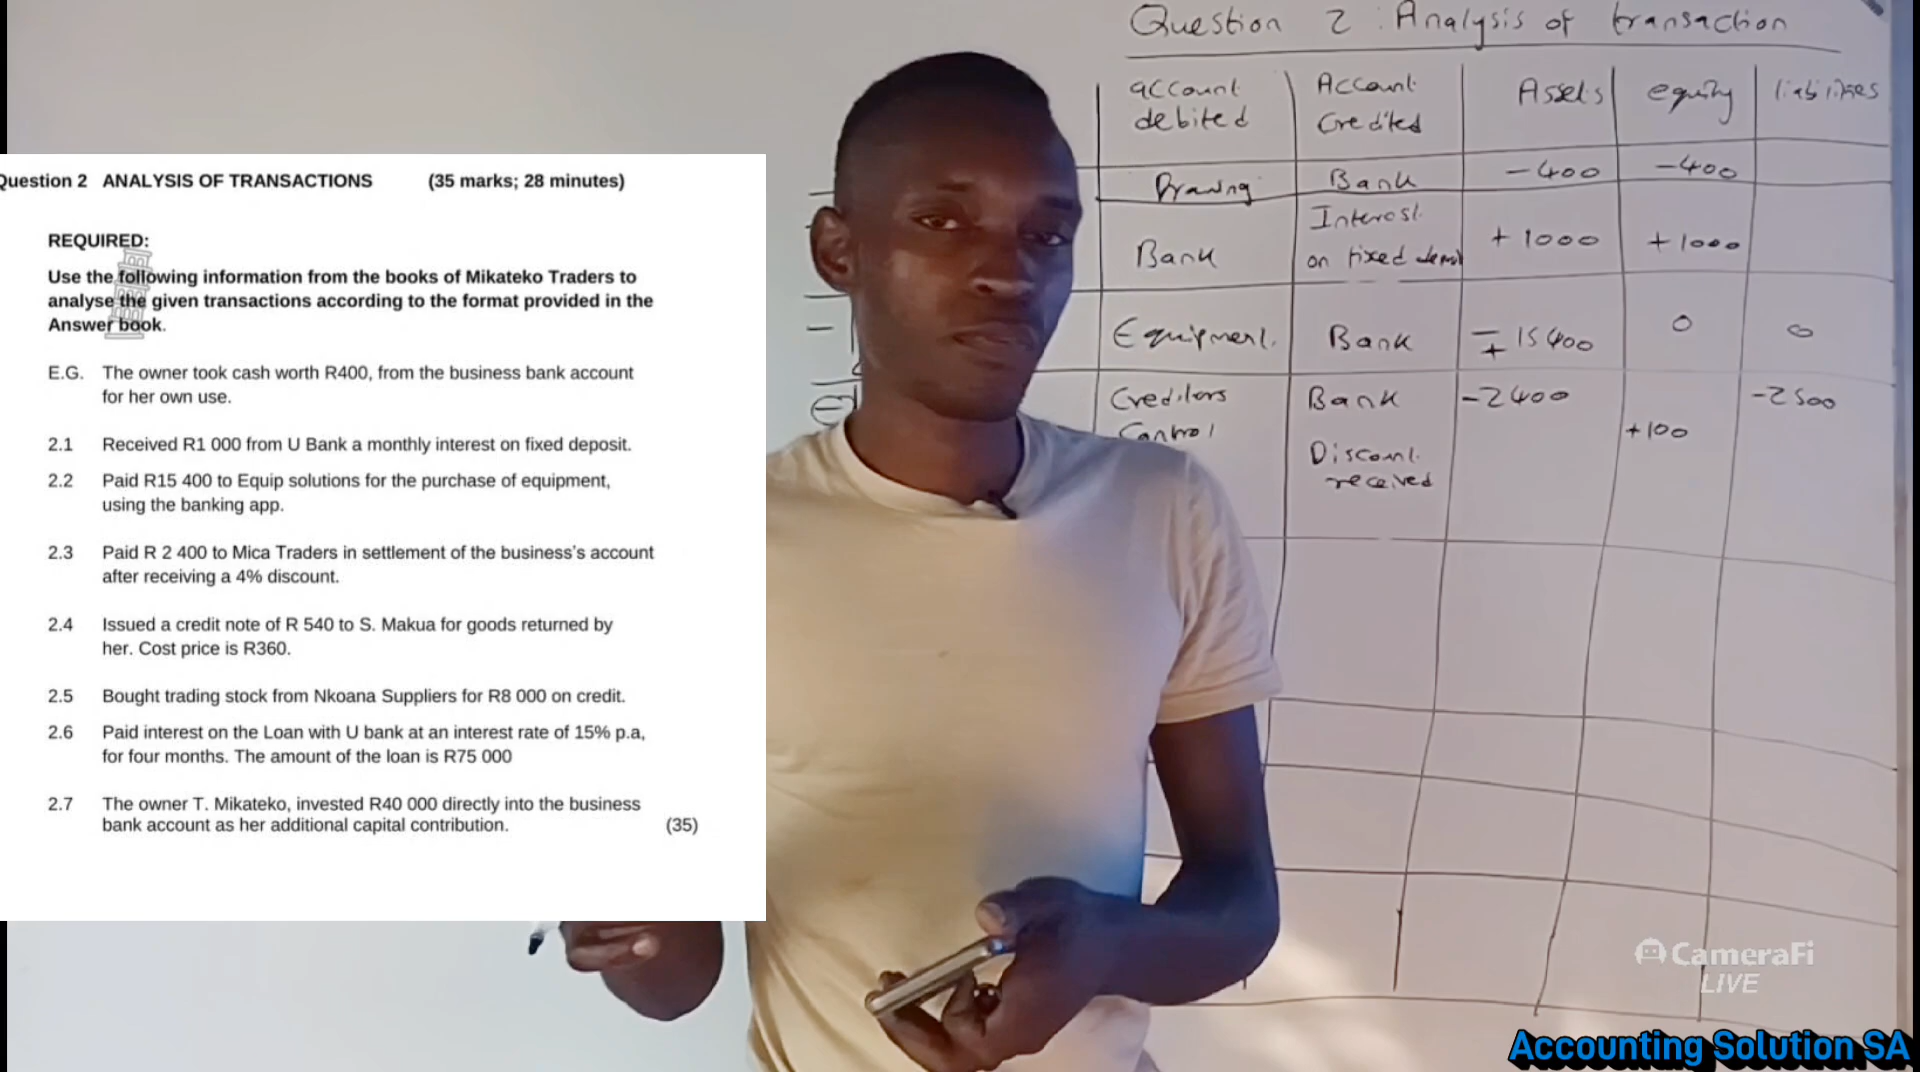 Question 2 ANALYSIS OF TRANSACTIONS (35 marks; 28 minutes)
REQUIRED:
Use the following information from the books of Mikateko Traders to
analyse the given transactions according to the format provided in the
Answer book.
E.G. The owner took cash worth R400, from the business bank account
for her own use.
2.1 Received R1 000 from U Bank a monthly interest on fixed deposit.
2.2 Paid R15 400 to Equip solutions for the purchase of equipment,
using the banking app.
2.3 Paid R 2 400 to Mica Traders in settlement of the business's account
after receiving a 4% discount.
2.4 Issued a credit note of R 540 to S. Makua for goods returned by
her. Cost price is R360.
2.5 Bought trading stock from Nkoana Suppliers for R8 000 on credit.
2.6 Paid interest on the Loan with U bank at an interest rate of 15% p.a,
for four months. The amount of the loan is R75 000
2.7 The owner T. Mikateko, invested R40 000 directly into the business
bank account as her additional capital contribution. (35)
Question 2 : Analysis of transaction
account Account Assets equity liabilities
debited Credited
Drawing Bank -400 -400
Interest
Bank on fixed +1000 +1000
Equipment. Bank 15400 0 0
Creditors Bank -2400 -2500
Control +100
Discount
received
CameraFi
LIVE
Accounting Solution SA